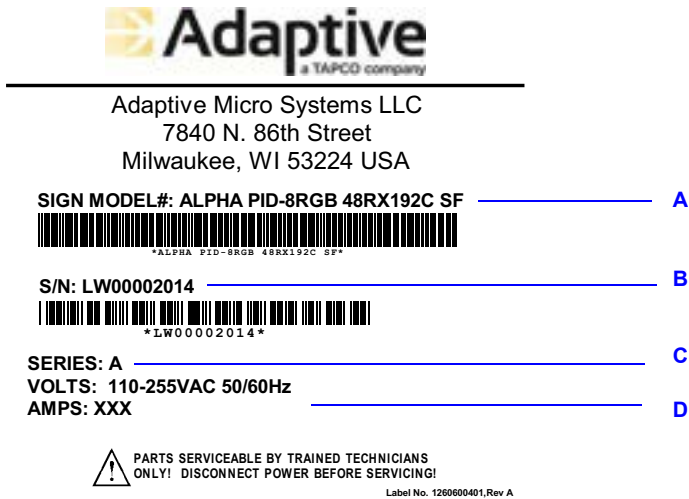 Adaptive
a TAPCO company
Adaptive Micro Systems LLC
7840 N. 86th Street
Milwaukee, WI 53224 USA
SIGN MODEL#: ALPHA PID-8RGB 48RX192C SF
A
*ALPHA PID-8RGB 48RX192C SF*
S/N: LW00002014
B
*LW00002014*
SERIES: A
C
VOLTS: 110-255VAC 50/60Hz
AMPS: XXX
D
PARTS SERVICEABLE BY TRAINED TECHNICIANS
ONLY! DISCONNECT POWER BEFORE SERVICING!
Label No. 1260600401,Rev A